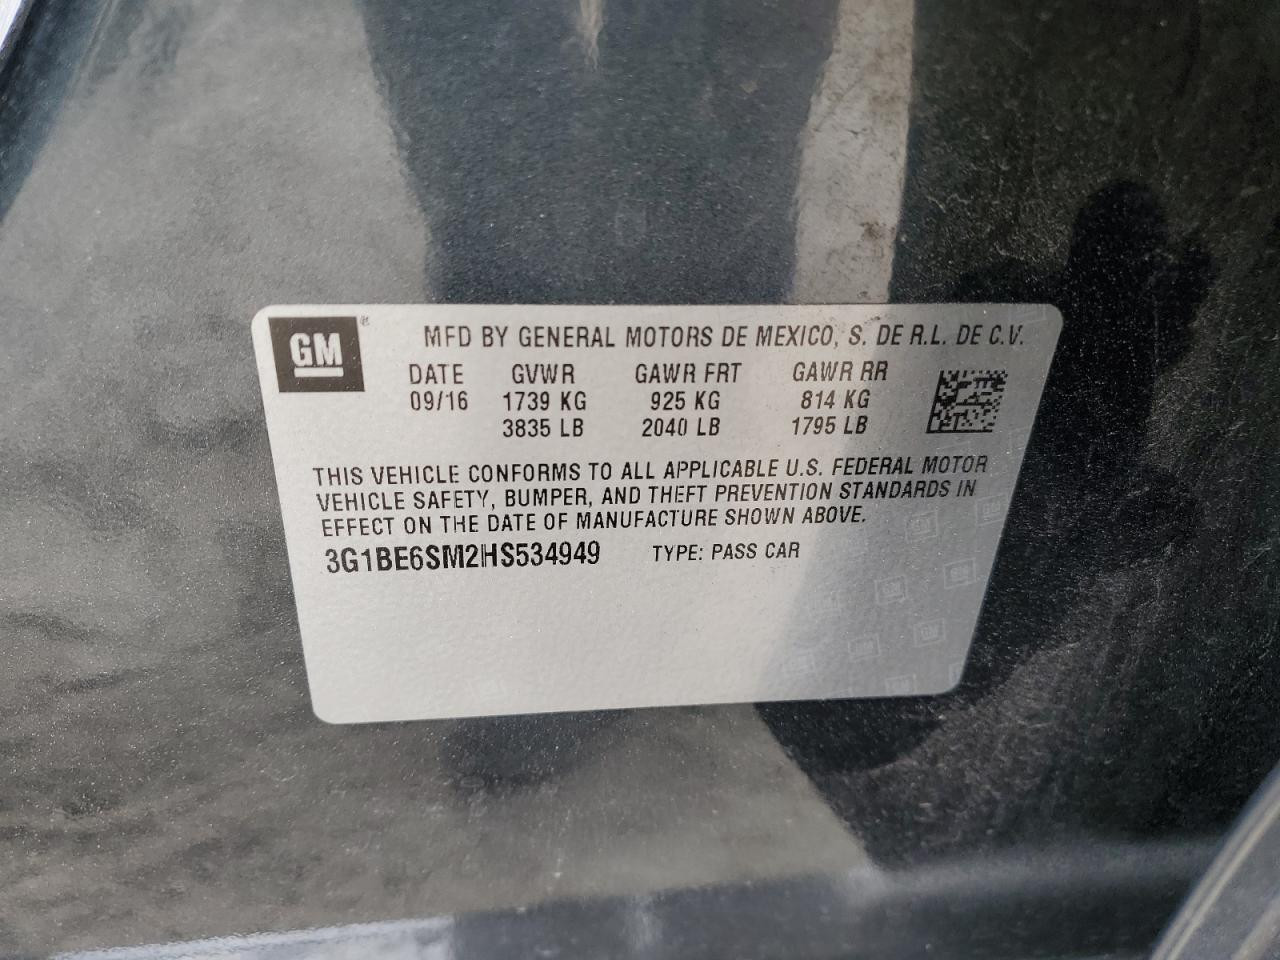 GM®
MFD BY GENERAL MOTORS DE MEXICO, S. DE R.L. DE C.V.
DATE GVWR GAWR FRT GAWR RR
09/16 1739 KG 925 KG 814 KG
3835 LB 2040 LB 1795 LB
THIS VEHICLE CONFORMS TO ALL APPLICABLE U.S. FEDERAL MOTOR
VEHICLE SAFETY, BUMPER, AND THEFT PREVENTION STANDARDS IN
EFFECT ON THE DATE OF MANUFACTURE SHOWN ABOVE.
3G1BE6SM2HS534949 TYPE: PASS CAR